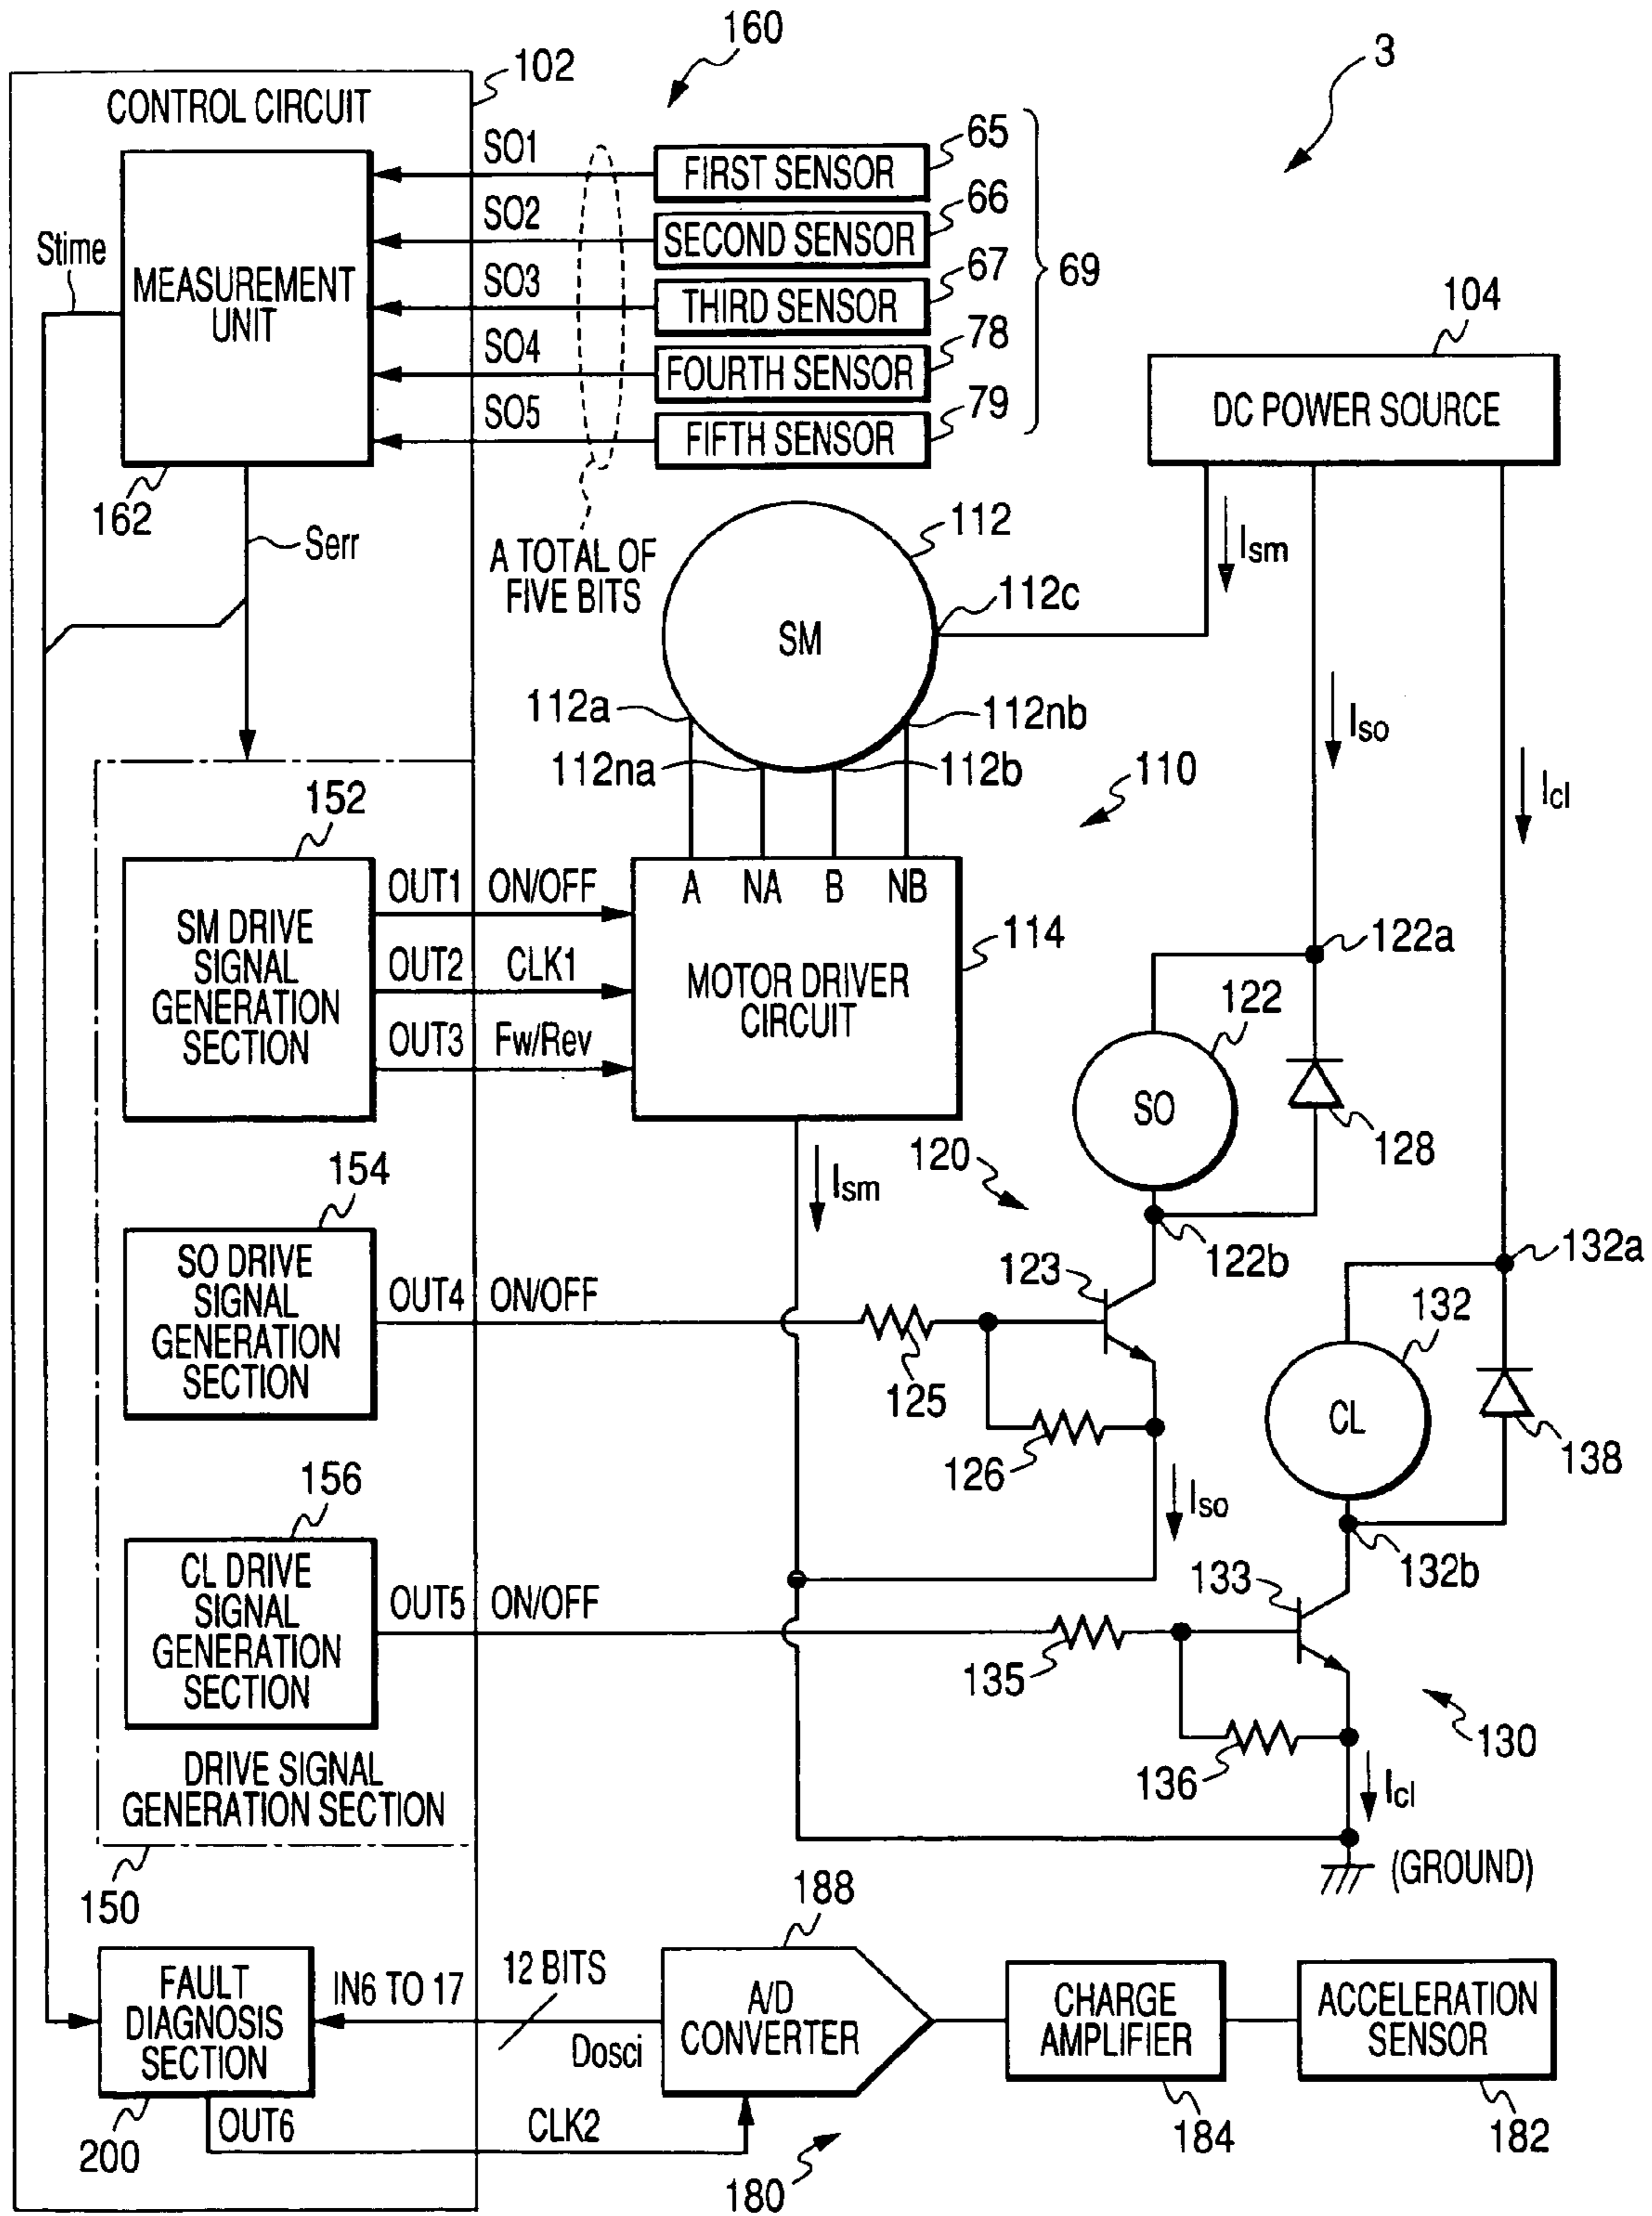 160
3
102
CONTROL CIRCUIT
SO1
FIRST SENSOR
65
SO2
SECOND SENSOR
66
SO3
THIRD SENSOR
67
SO4
FOURTH SENSOR
78
SO5
FIFTH SENSOR
79
69
Stime
MEASUREMENT
UNIT
162
Serr
A TOTAL OF
FIVE BITS
104
DC POWER SOURCE
Ism
Iso
Icl
112
SM
112c
112a
112na
112b
112nb
110
152
SM DRIVE
SIGNAL
GENERATION
SECTION
OUT1 ON/OFF
OUT2 CLK1
OUT3 Fw/Rev
A NA B NB
MOTOR DRIVER
CIRCUIT
114
Ism
122a
122
SO
128
120
122b
123
154
SO DRIVE
SIGNAL
GENERATION
SECTION
OUT4 ON/OFF
125
126
Iso
132a
132
CL
138
132b
133
156
CL DRIVE
SIGNAL
GENERATION
SECTION
OUT5 ON/OFF
135
136
130
Icl
(GROUND)
DRIVE SIGNAL
GENERATION SECTION
150
FAULT
DIAGNOSIS
SECTION
200
IN6 TO 17
12 BITS
Dosci
188
A/D
CONVERTER
CHARGE
AMPLIFIER
184
ACCELERATION
SENSOR
182
OUT6
CLK2
180